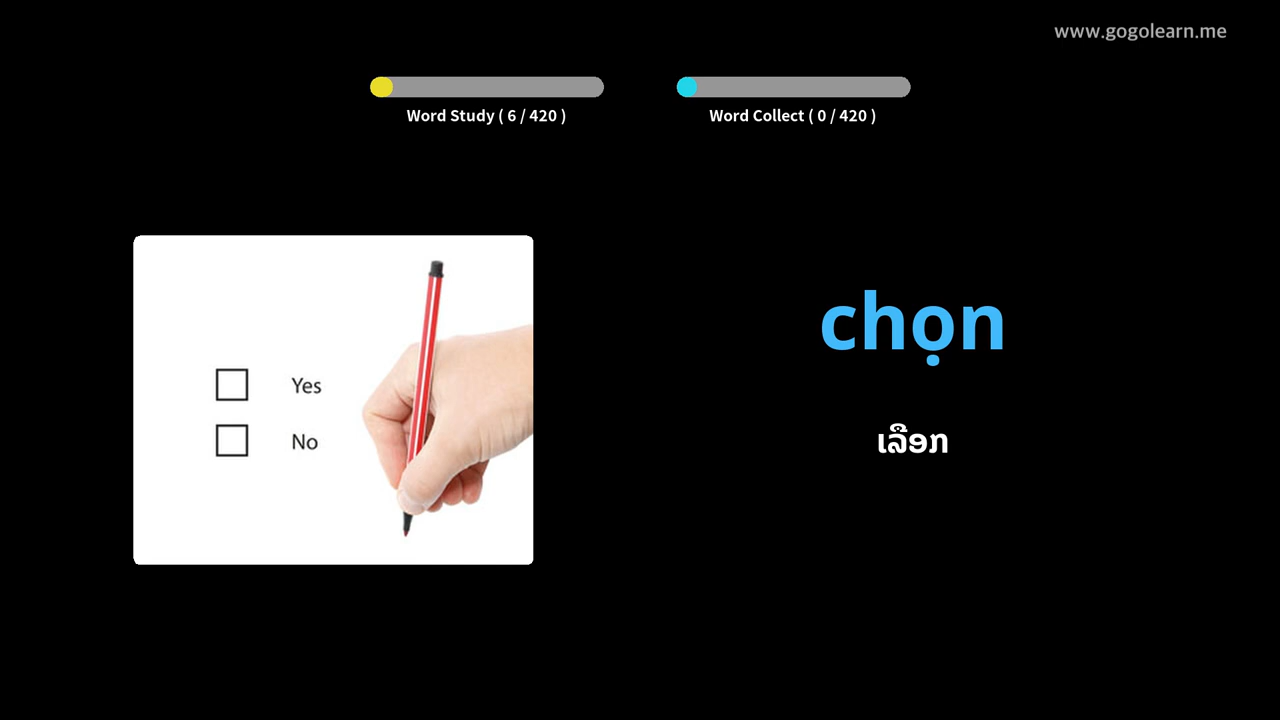 www.gogolearn.me
Word Study ( 6 / 420 )
Word Collect ( 0 / 420 )
Yes
No
chọn
ເລືອກ